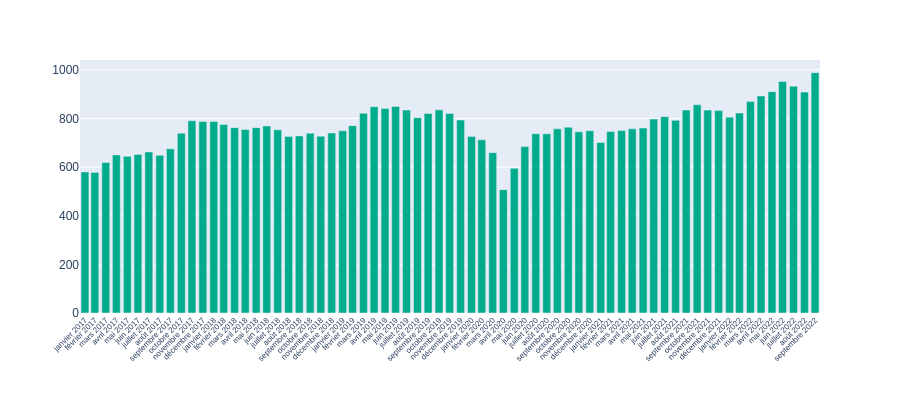 1000
800
600
400
200
0
janvier 2017
février 2017
mars 2017
avril 2017
mai 2017
juin 2017
juillet 2017
août 2017
septembre 2017
octobre 2017
novembre 2017
décembre 2017
janvier 2018
février 2018
mars 2018
avril 2018
mai 2018
juin 2018
juillet 2018
août 2018
septembre 2018
octobre 2018
novembre 2018
décembre 2018
janvier 2019
février 2019
mars 2019
avril 2019
mai 2019
juin 2019
juillet 2019
août 2019
septembre 2019
octobre 2019
novembre 2019
décembre 2019
janvier 2020
février 2020
mars 2020
avril 2020
mai 2020
juin 2020
juillet 2020
août 2020
septembre 2020
octobre 2020
novembre 2020
décembre 2020
janvier 2021
février 2021
mars 2021
avril 2021
mai 2021
juin 2021
juillet 2021
août 2021
septembre 2021
octobre 2021
novembre 2021
décembre 2021
janvier 2022
février 2022
mars 2022
avril 2022
mai 2022
juin 2022
juillet 2022
août 2022
septembre 2022